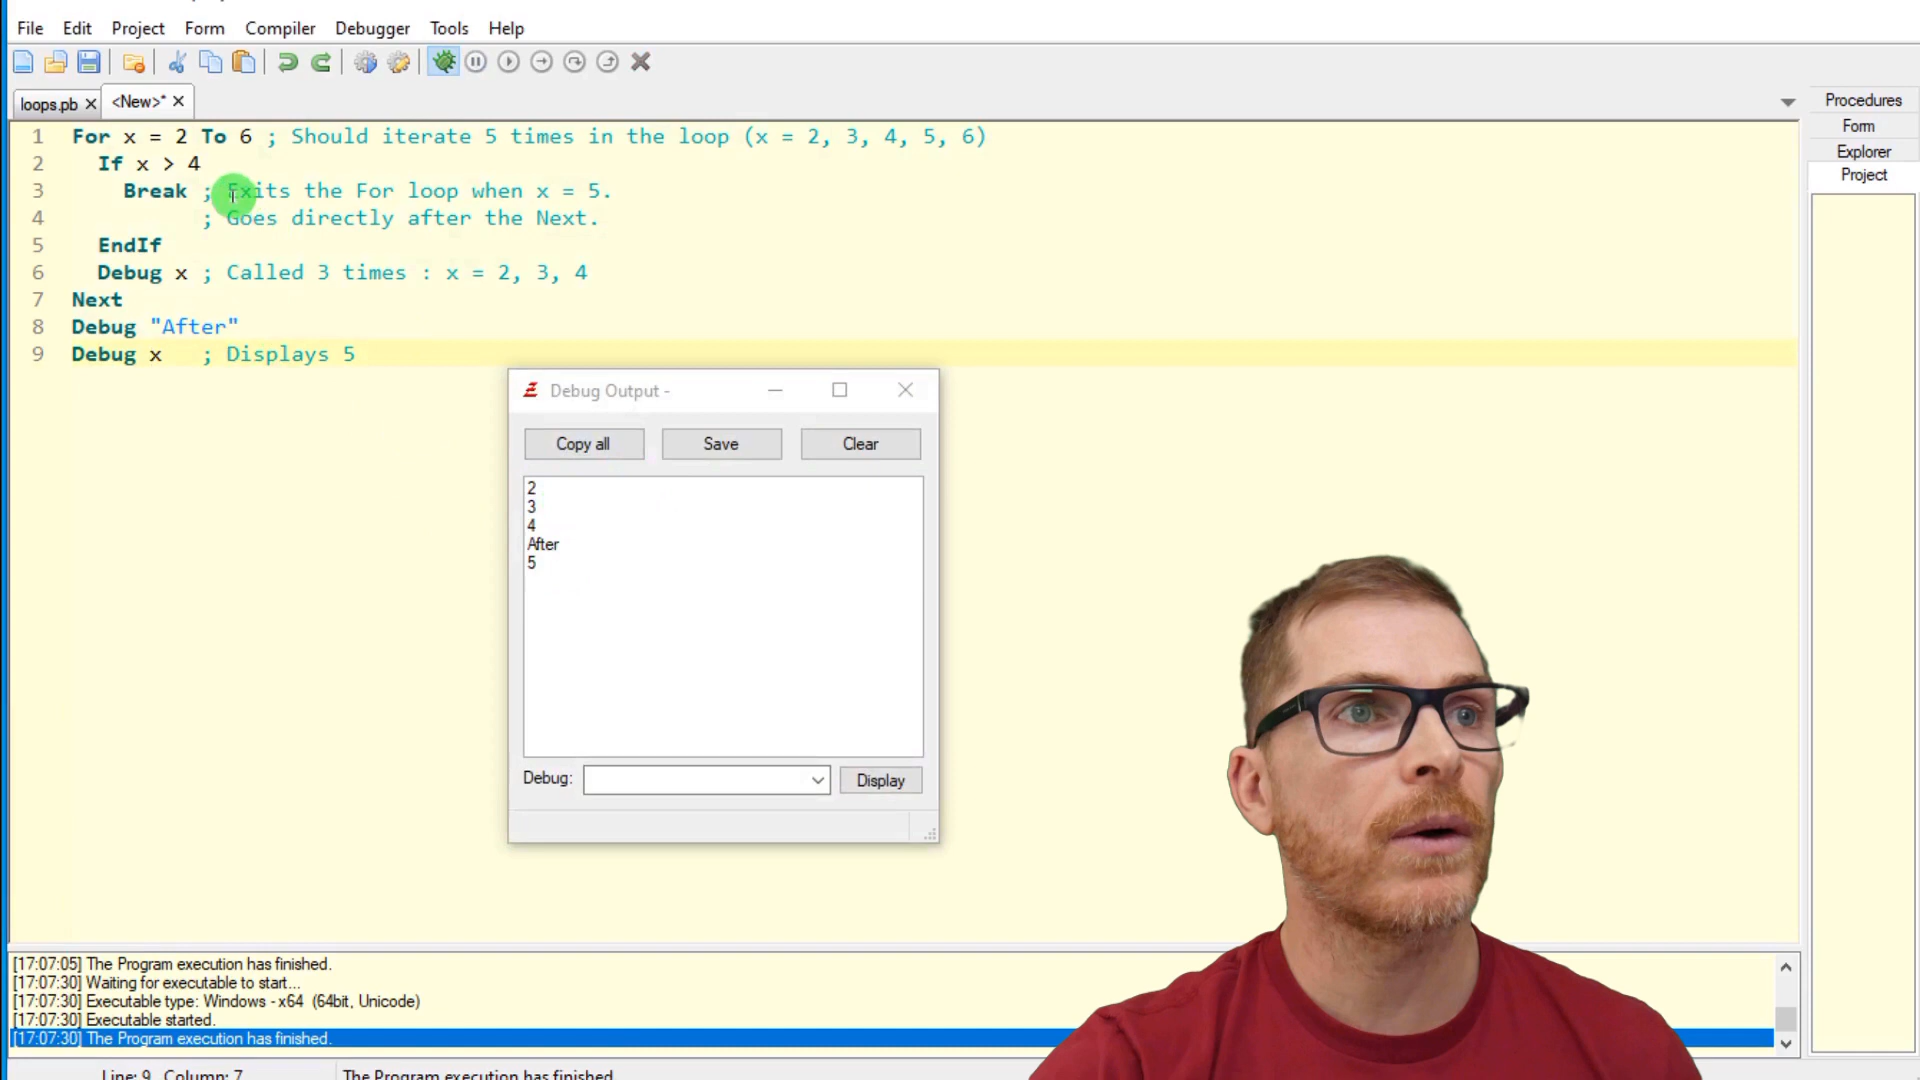 File Edit Project Form Compiler Debugger Tools Help
loops.pb <New>*
Procedures
Form
Explorer
Project
1 For x = 2 To 6 ; Should iterate 5 times in the loop (x = 2, 3, 4, 5, 6)
2 If x > 4
3 Break ; Exits the For loop when x = 5.
4 ; Goes directly after the Next.
5 EndIf
6 Debug x ; Called 3 times : x = 2, 3, 4
7 Next
8 Debug "After"
9 Debug x ; Displays 5
Debug Output -
Copy all Save Clear
2
3
4
After
5
Debug: Display
[17:07:05] The Program execution has finished.
[17:07:30] Waiting for executable to start...
[17:07:30] Executable type: Windows - x64 (64bit, Unicode)
[17:07:30] Executable started.
[17:07:30] The Program execution has finished.
Line: 9 Column: 7 The Program execution has finished.